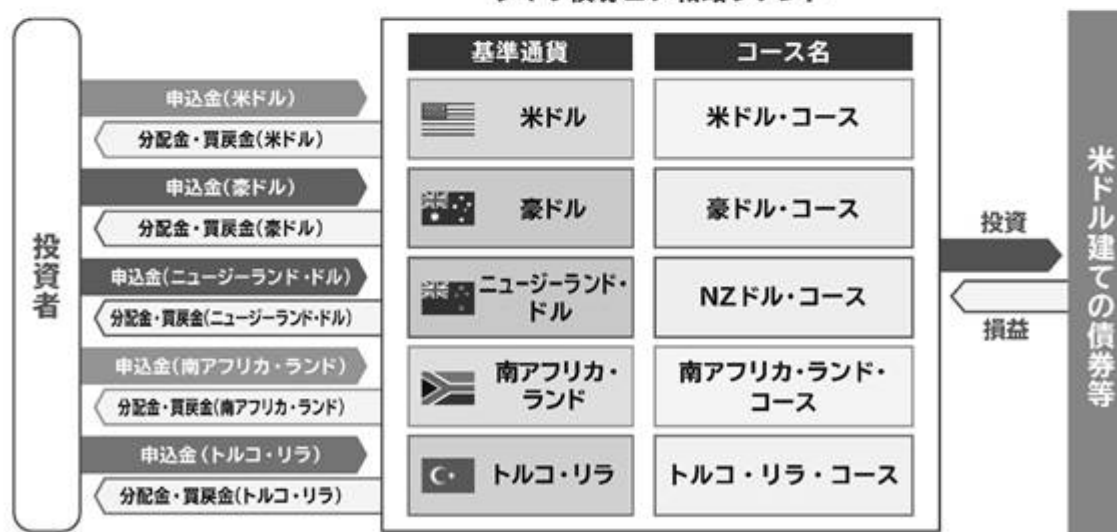 基準通貨
コース名
申込金(米ドル)
分配金・買戻金(米ドル)
米ドル
米ドル・コース
申込金(豪ドル)
分配金・買戻金(豪ドル)
豪ドル
豪ドル・コース
申込金(ニュージーランド・ドル)
分配金・買戻金(ニュージーランド・ドル)
ニュージーランド・
ドル
NZドル・コース
申込金(南アフリカ・ランド)
分配金・買戻金(南アフリカ・ランド)
南アフリカ・
ランド
南アフリカ・ランド・
コース
申込金(トルコ・リラ)
分配金・買戻金(トルコ・リラ)
トルコ・リラ
トルコ・リラ・コース
投資者
投資
損益
米ドル建ての債券等